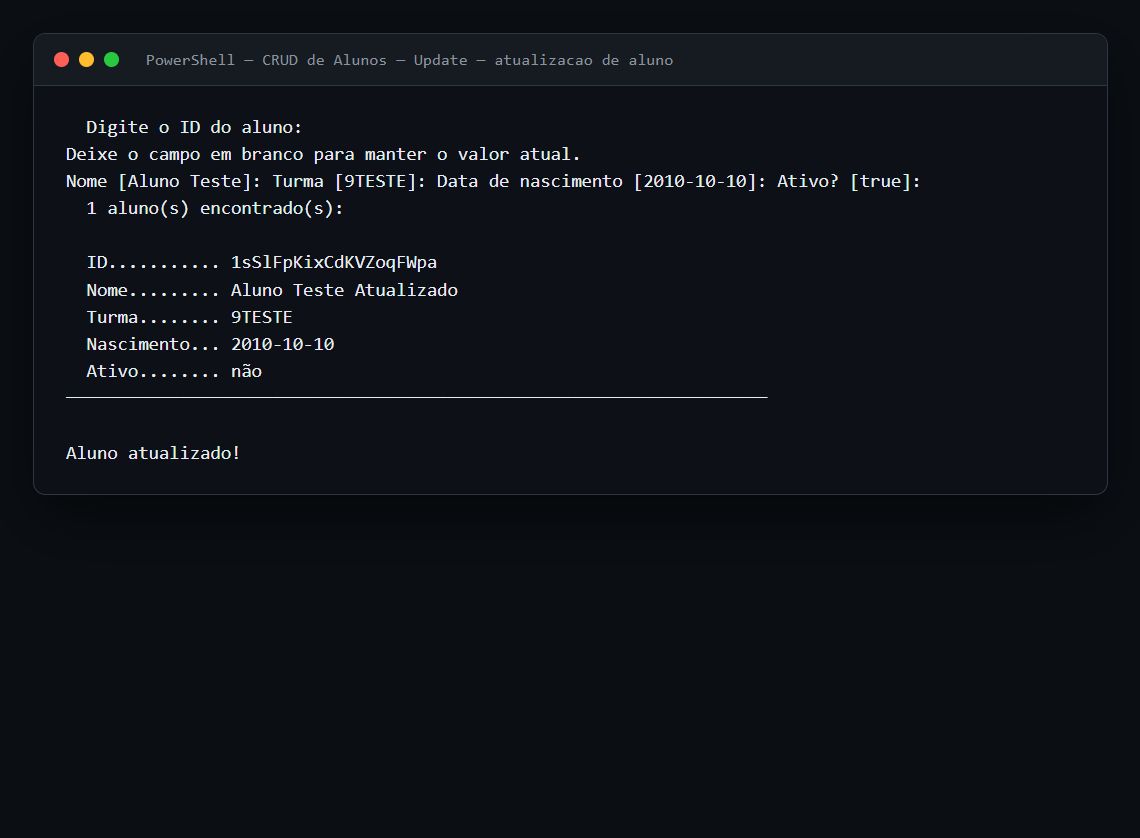 PowerShell — CRUD de Alunos — Update — atualizacao de aluno
Digite o ID do aluno:
Deixe o campo em branco para manter o valor atual.
Nome [Aluno Teste]: Turma [9TESTE]: Data de nascimento [2010-10-10]: Ativo? [true]:
1 aluno(s) encontrado(s):
ID........... 1sSlFpKixCdKVZoqFWpa
Nome......... Aluno Teste Atualizado
Turma........ 9TESTE
Nascimento... 2010-10-10
Ativo........ não
Aluno atualizado!